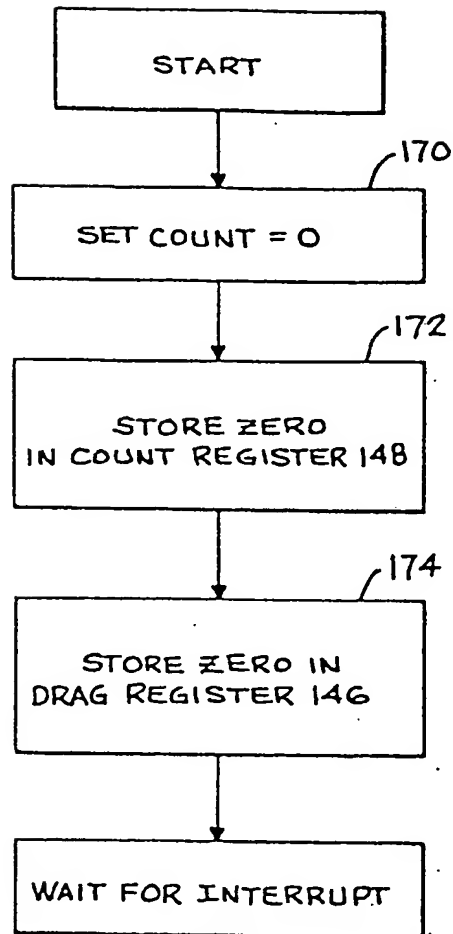 START
170
SET COUNT = 0
172
STORE ZERO
IN COUNT REGISTER 148
174
STORE ZERO IN
DRAG REGISTER 146
WAIT FOR INTERRUPT